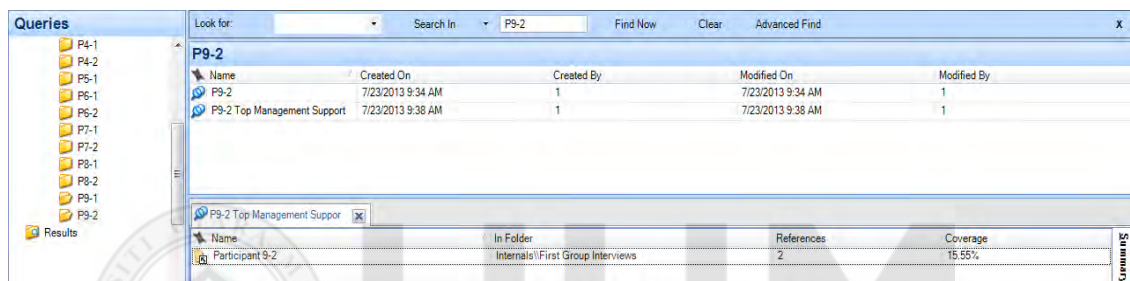 Queries
P4-1
P4-2
P5-1
P6-1
P6-2
P7-1
P7-2
P8-1
P8-2
P9-1
P9-2
Results
Look for: Search In P9-2 Find Now Clear Advanced Find x
P9-2
Name Created On Created By Modified On Modified By
P9-2 7/23/2013 9:34 AM 1 7/23/2013 9:34 AM 1
P9-2 Top Management Support 7/23/2013 9:38 AM 1 7/23/2013 9:38 AM 1
P9-2 Top Management Suppor
Name In Folder References Coverage
Participant 9-2 Internals\\First Group Interviews 2 15.55%
Summary